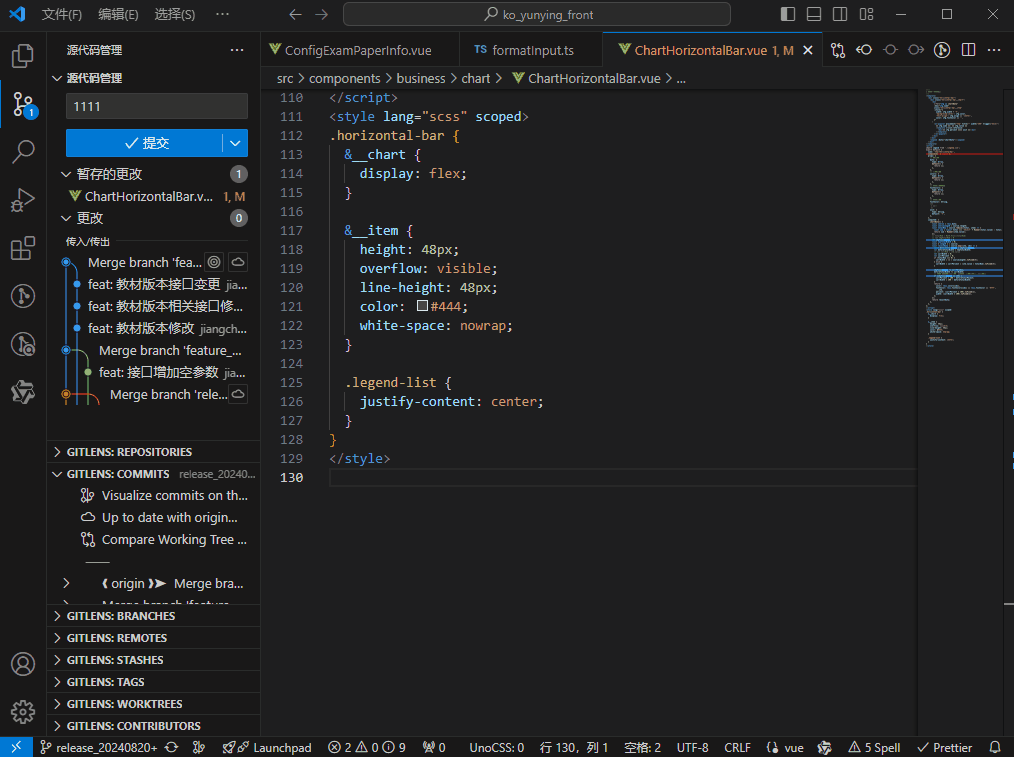 文件(F) 编辑(E) 选择(S) ··· ko_yunying_front
源代码管理 ···
源代码管理
1111
提交
暂存的更改 1
ChartHorizontalBar.v... 1, M
更改 0
传入/传出
Merge branch 'fea...
feat: 教材版本接口变更 jia...
feat: 教材版本相关接口修...
feat: 教材版本修改 jiangch...
Merge branch 'feature_...
feat: 接口增加空参数 jia...
Merge branch 'rele...
GITLENS: REPOSITORIES
GITLENS: COMMITS release_20240...
Visualize commits on th...
Up to date with origin...
Compare Working Tree ...
origin Merge bra...
Merge branch 'feature
GITLENS: BRANCHES
GITLENS: REMOTES
GITLENS: STASHES
GITLENS: TAGS
GITLENS: WORKTREES
GITLENS: CONTRIBUTORS
ConfigExamPaperInfo.vue TS formatInput.ts ChartHorizontalBar.vue 1, M
src > components > business > chart > ChartHorizontalBar.vue > ...
110 </script>
111 <style lang="scss" scoped>
112 .horizontal-bar {
113 &__chart {
114 display: flex;
115 }
116
117 &__item {
118 height: 48px;
119 overflow: visible;
120 line-height: 48px;
121 color: #444;
122 white-space: nowrap;
123 }
124
125 .legend-list {
126 justify-content: center;
127 }
128 }
129 </style>
130
1
release_20240820+ Launchpad 2 0 9 0 UnoCSS: 0 行 130，列 1 空格: 2 UTF-8 CRLF vue 5 Spell Prettier